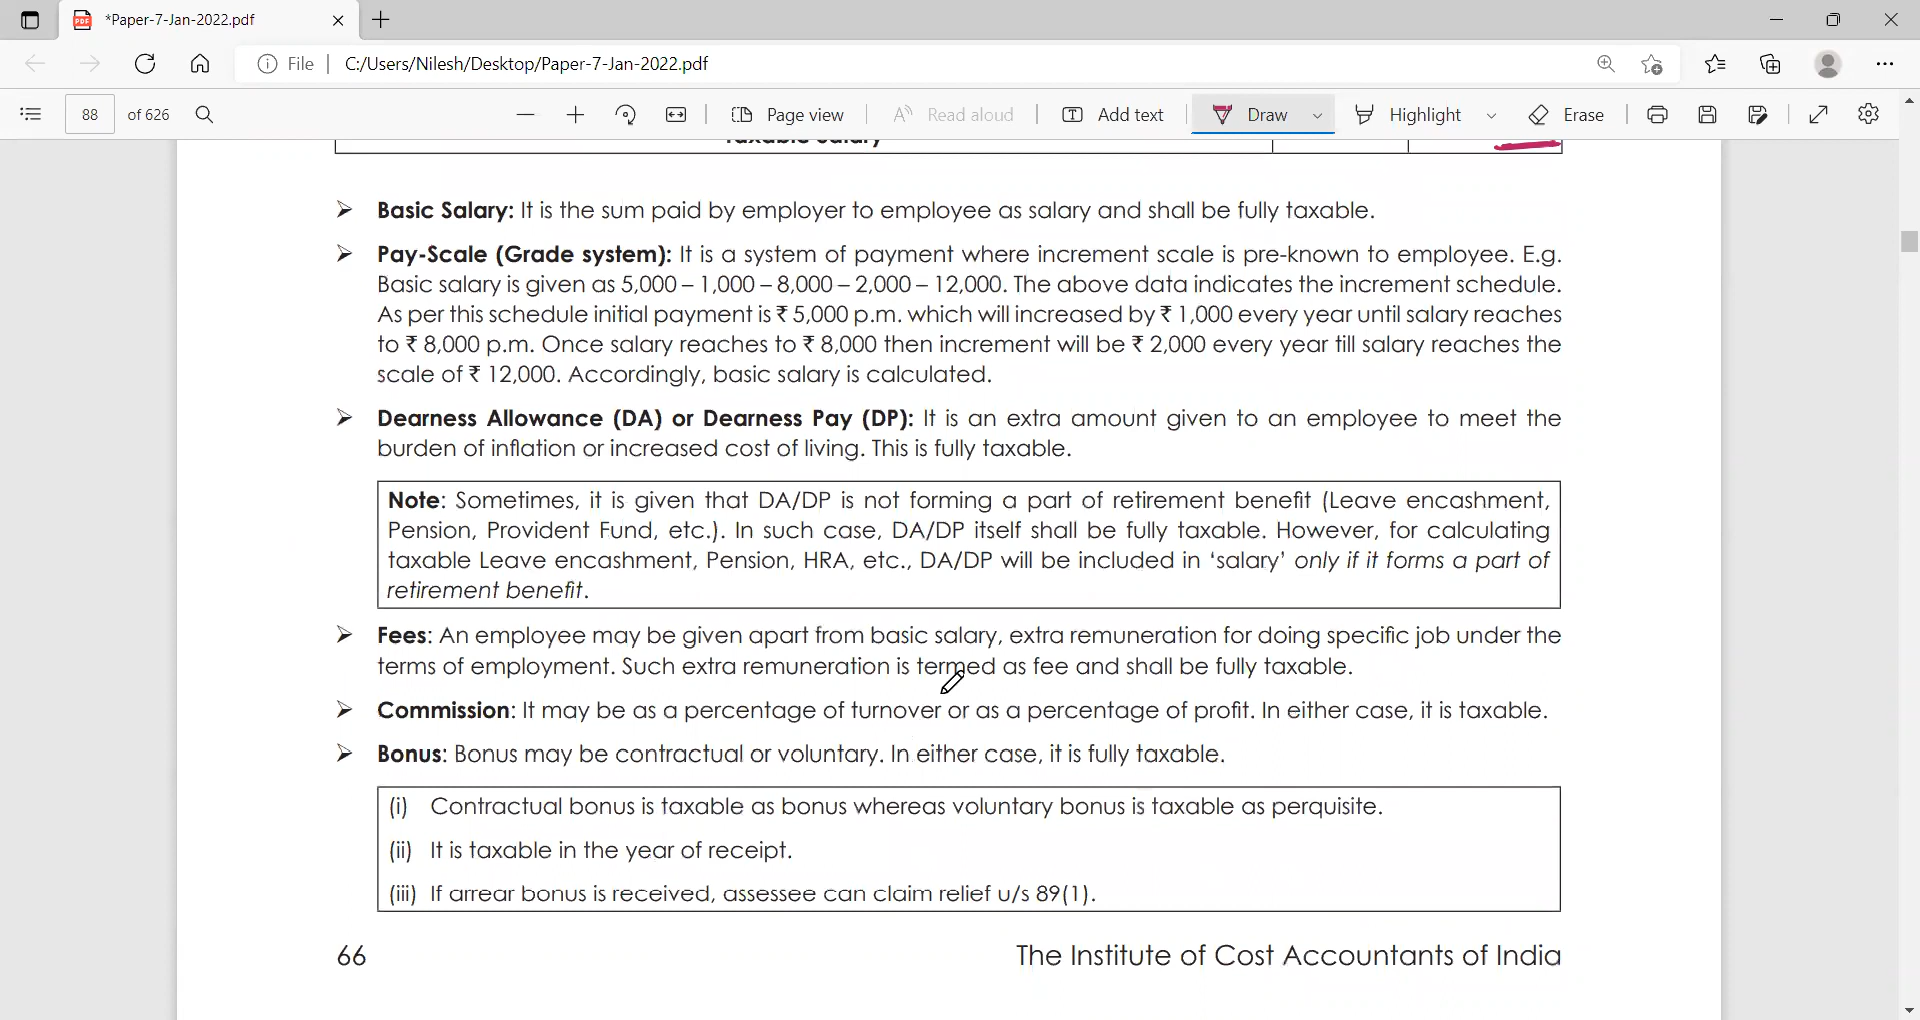 *Paper-7-Jan-2022.pdf
File
C:/Users/Nilesh/Desktop/Paper-7-Jan-2022.pdf
88 of 626
Page view
Read aloud
Add text
Draw
Highlight
Erase
Taxable Salary
➢ Basic Salary: It is the sum paid by employer to employee as salary and shall be fully taxable.
➢ Pay-Scale (Grade system): It is a system of payment where increment scale is pre-known to employee. E.g.
Basic salary is given as 5,000 – 1,000 – 8,000 – 2,000 – 12,000. The above data indicates the increment schedule.
As per this schedule initial payment is ₹ 5,000 p.m. which will increased by ₹ 1,000 every year until salary reaches
to ₹ 8,000 p.m. Once salary reaches to ₹ 8,000 then increment will be ₹ 2,000 every year till salary reaches the
scale of ₹ 12,000. Accordingly, basic salary is calculated.
➢ Dearness Allowance (DA) or Dearness Pay (DP): It is an extra amount given to an employee to meet the
burden of inflation or increased cost of living. This is fully taxable.
Note: Sometimes, it is given that DA/DP is not forming a part of retirement benefit (Leave encashment,
Pension, Provident Fund, etc.). In such case, DA/DP itself shall be fully taxable. However, for calculating
taxable Leave encashment, Pension, HRA, etc., DA/DP will be included in ‘salary’ only if it forms a part of
retirement benefit.
➢ Fees: An employee may be given apart from basic salary, extra remuneration for doing specific job under the
terms of employment. Such extra remuneration is termed as fee and shall be fully taxable.
➢ Commission: It may be as a percentage of turnover or as a percentage of profit. In either case, it is taxable.
➢ Bonus: Bonus may be contractual or voluntary. In either case, it is fully taxable.
(i) Contractual bonus is taxable as bonus whereas voluntary bonus is taxable as perquisite.
(ii) It is taxable in the year of receipt.
(iii) If arrear bonus is received, assessee can claim relief u/s 89(1).
66
The Institute of Cost Accountants of India